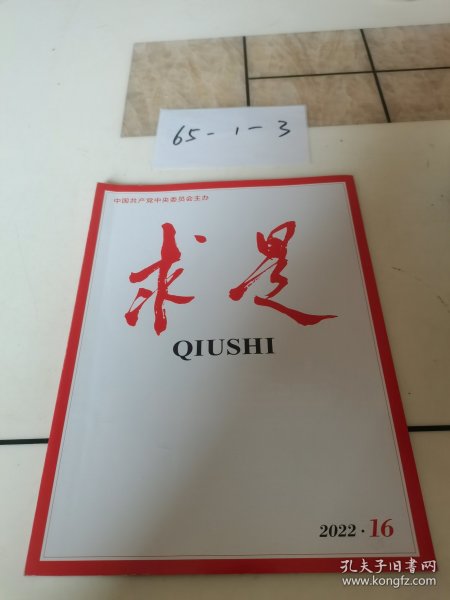 65-1-3
中国共产党中央委员会主办
求是
QIUSHI
2022·16
孔夫子旧书网
www.kongfz.com